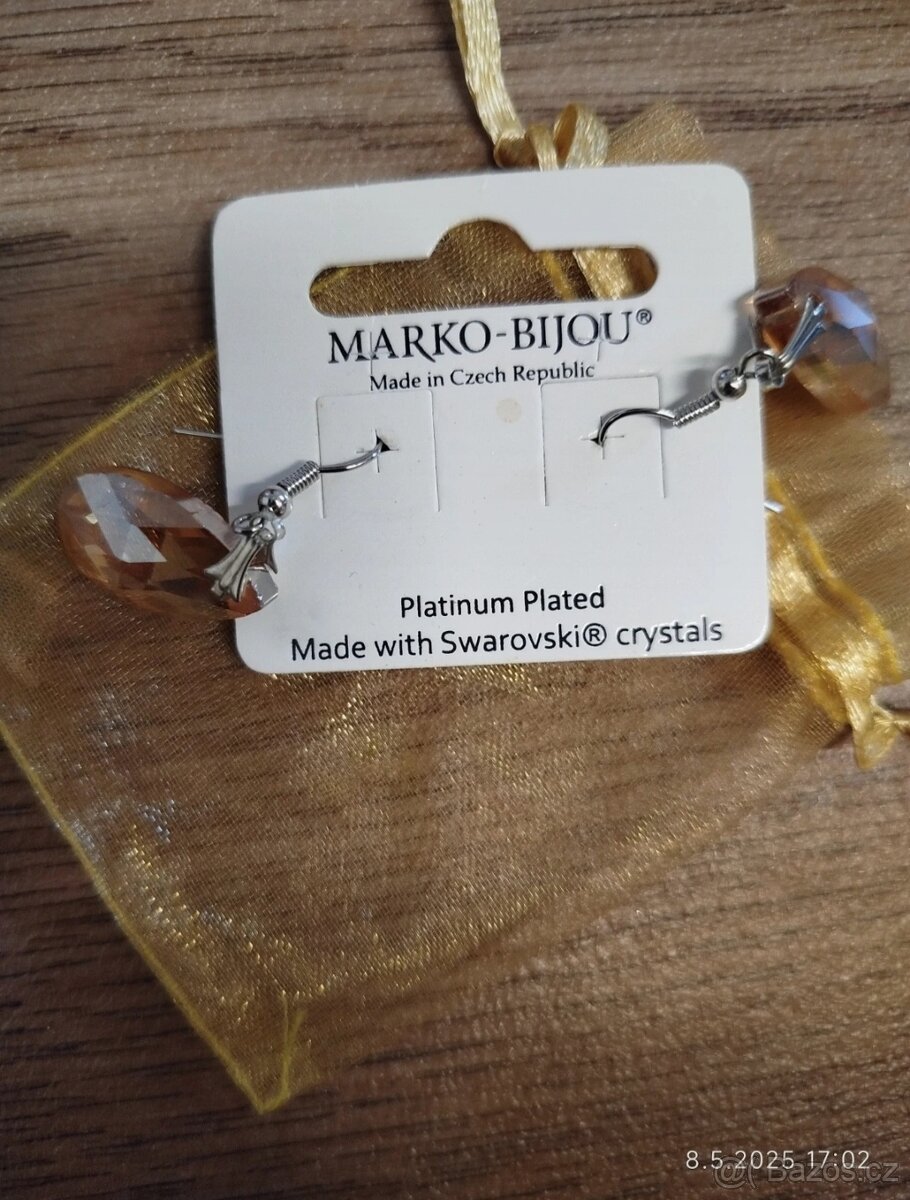 MARKO-BIJOU®
Made in Czech Republic
Platinum Plated
Made with Swarovski® crystals
8.5.2025 17:02
@( Bazos.cz